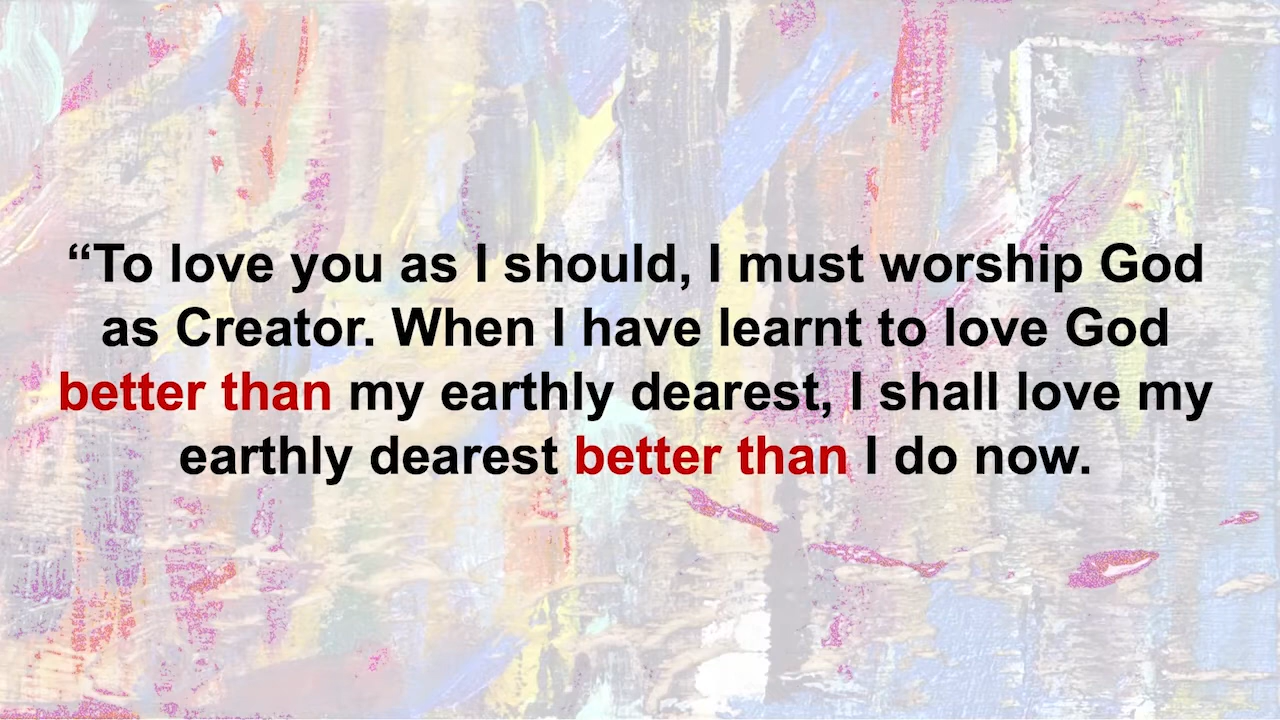 “To love you as I should, I must worship God
as Creator. When I have learnt to love God
better than my earthly dearest, I shall love my
earthly dearest better than I do now.